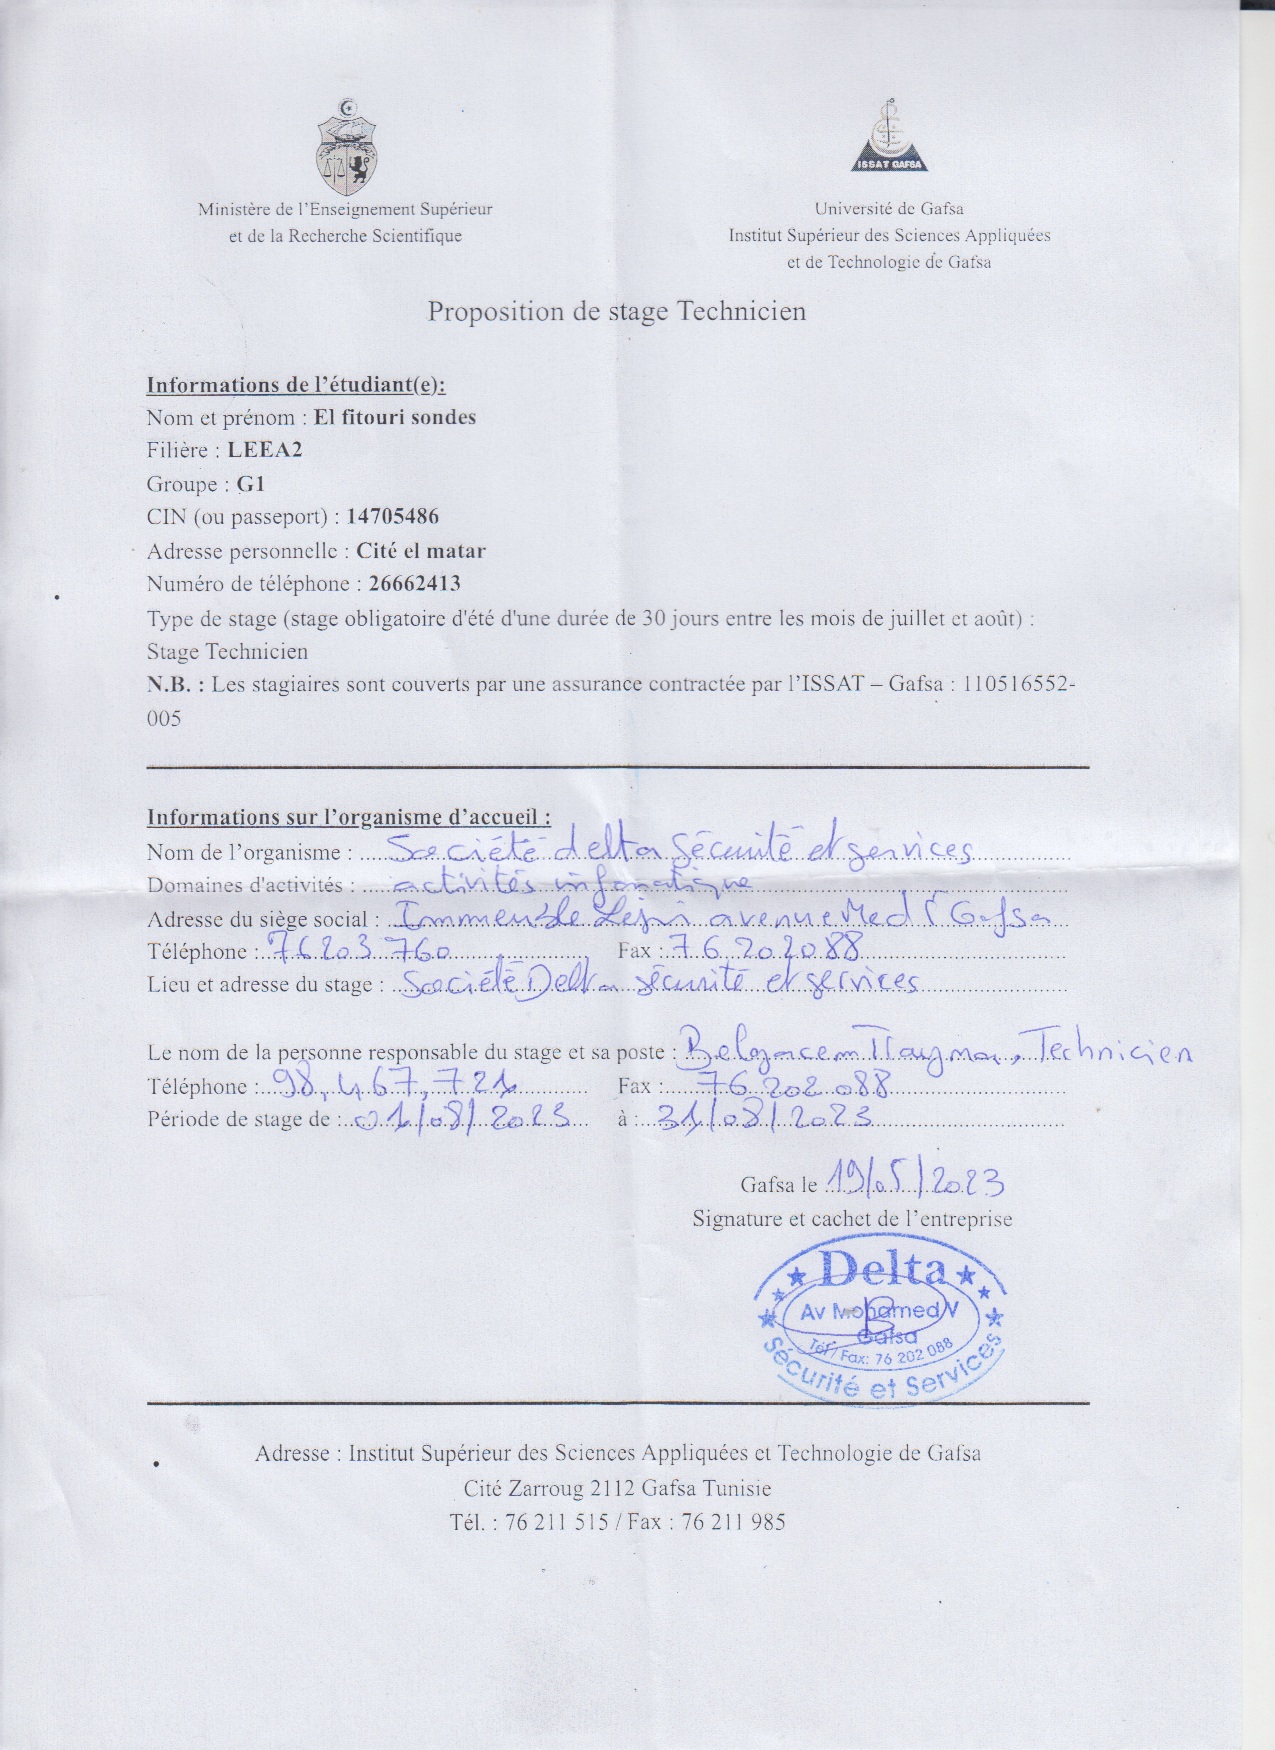 ISSAT GAFSA
Ministère de l'Enseignement Supérieur
et de la Recherche Scientifique
Université de Gafsa
Institut Supérieur des Sciences Appliquées
et de Technologie de Gafsa
Proposition de stage Technicien
Informations de l'étudiant(e):
Nom et prénom : El fitouri sondes
Filière : LEEA2
Groupe : G1
CIN (ou passeport) : 14705486
Adresse personnelle : Cité el matar
Numéro de téléphone : 26662413
Type de stage (stage obligatoire d'été d'une durée de 30 jours entre les mois de juillet et août) :
Stage Technicien
N.B. : Les stagiaires sont couverts par une assurance contractée par l'ISSAT – Gafsa : 110516552-
005
Informations sur l'organisme d'accueil :
Nom de l'organisme : Société delta Sécurité et services
Domaines d'activités : activités infomatique
Adresse du siège social : Immeuble avenue Med Gafsa
Téléphone : 76 203 760 Fax : 76 202088
Lieu et adresse du stage : Société Delta sécurité et services
Le nom de la personne responsable du stage et sa poste : Belgacem, Technicien
Téléphone : 98, 467, 721 Fax : 76 202 088
Période de stage de : 01/08/2023 à : 31/08/2023
Gafsa le 19/05/2023
Signature et cachet de l'entreprise
Delta
Av Mohamed V
Gafsa
Tél / Fax: 76 202 088
Sécurité et Services
Adresse : Institut Supérieur des Sciences Appliquées et Technologie de Gafsa
Cité Zarroug 2112 Gafsa Tunisie
Tél. : 76 211 515 / Fax : 76 211 985